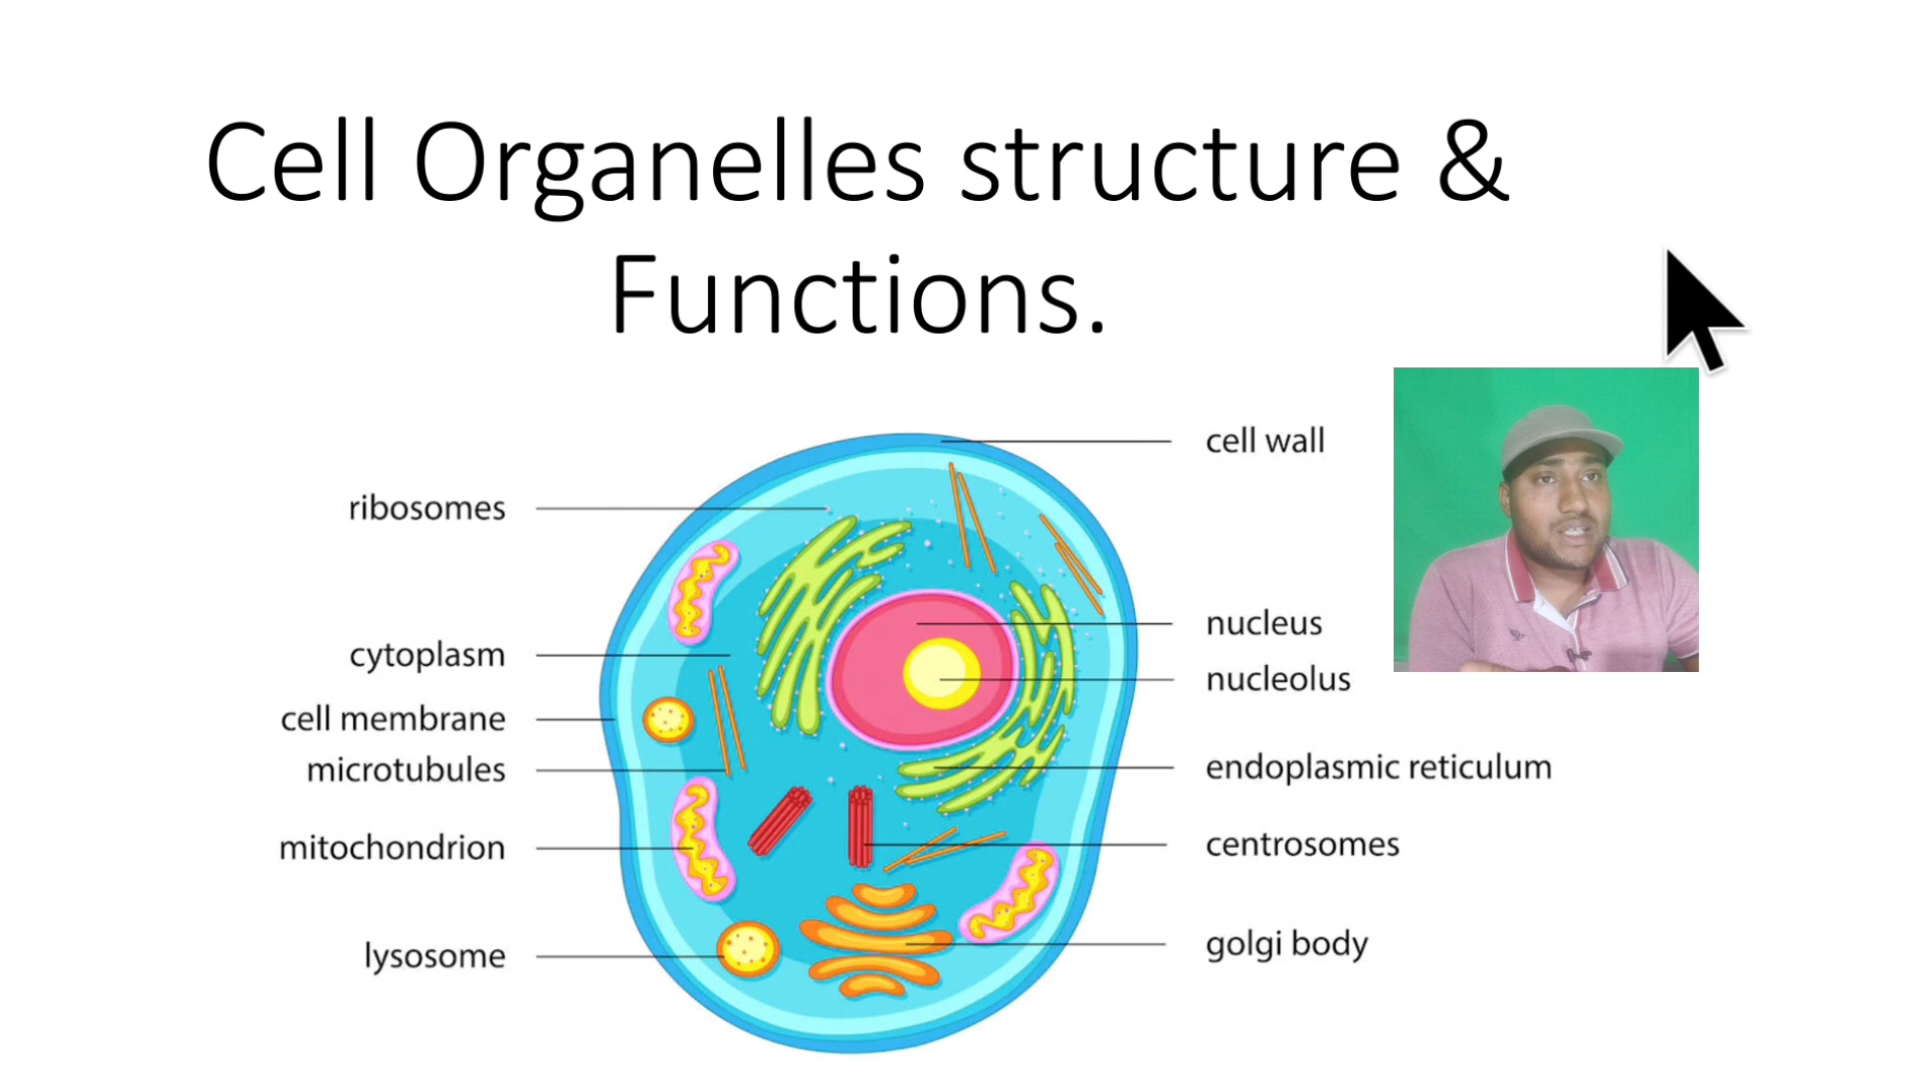 Cell Organelles structure &
Functions.
cell wall
ribosomes
nucleus
cytoplasm
nucleolus
cell membrane
microtubules
endoplasmic reticulum
mitochondrion
centrosomes
lysosome
golgi body